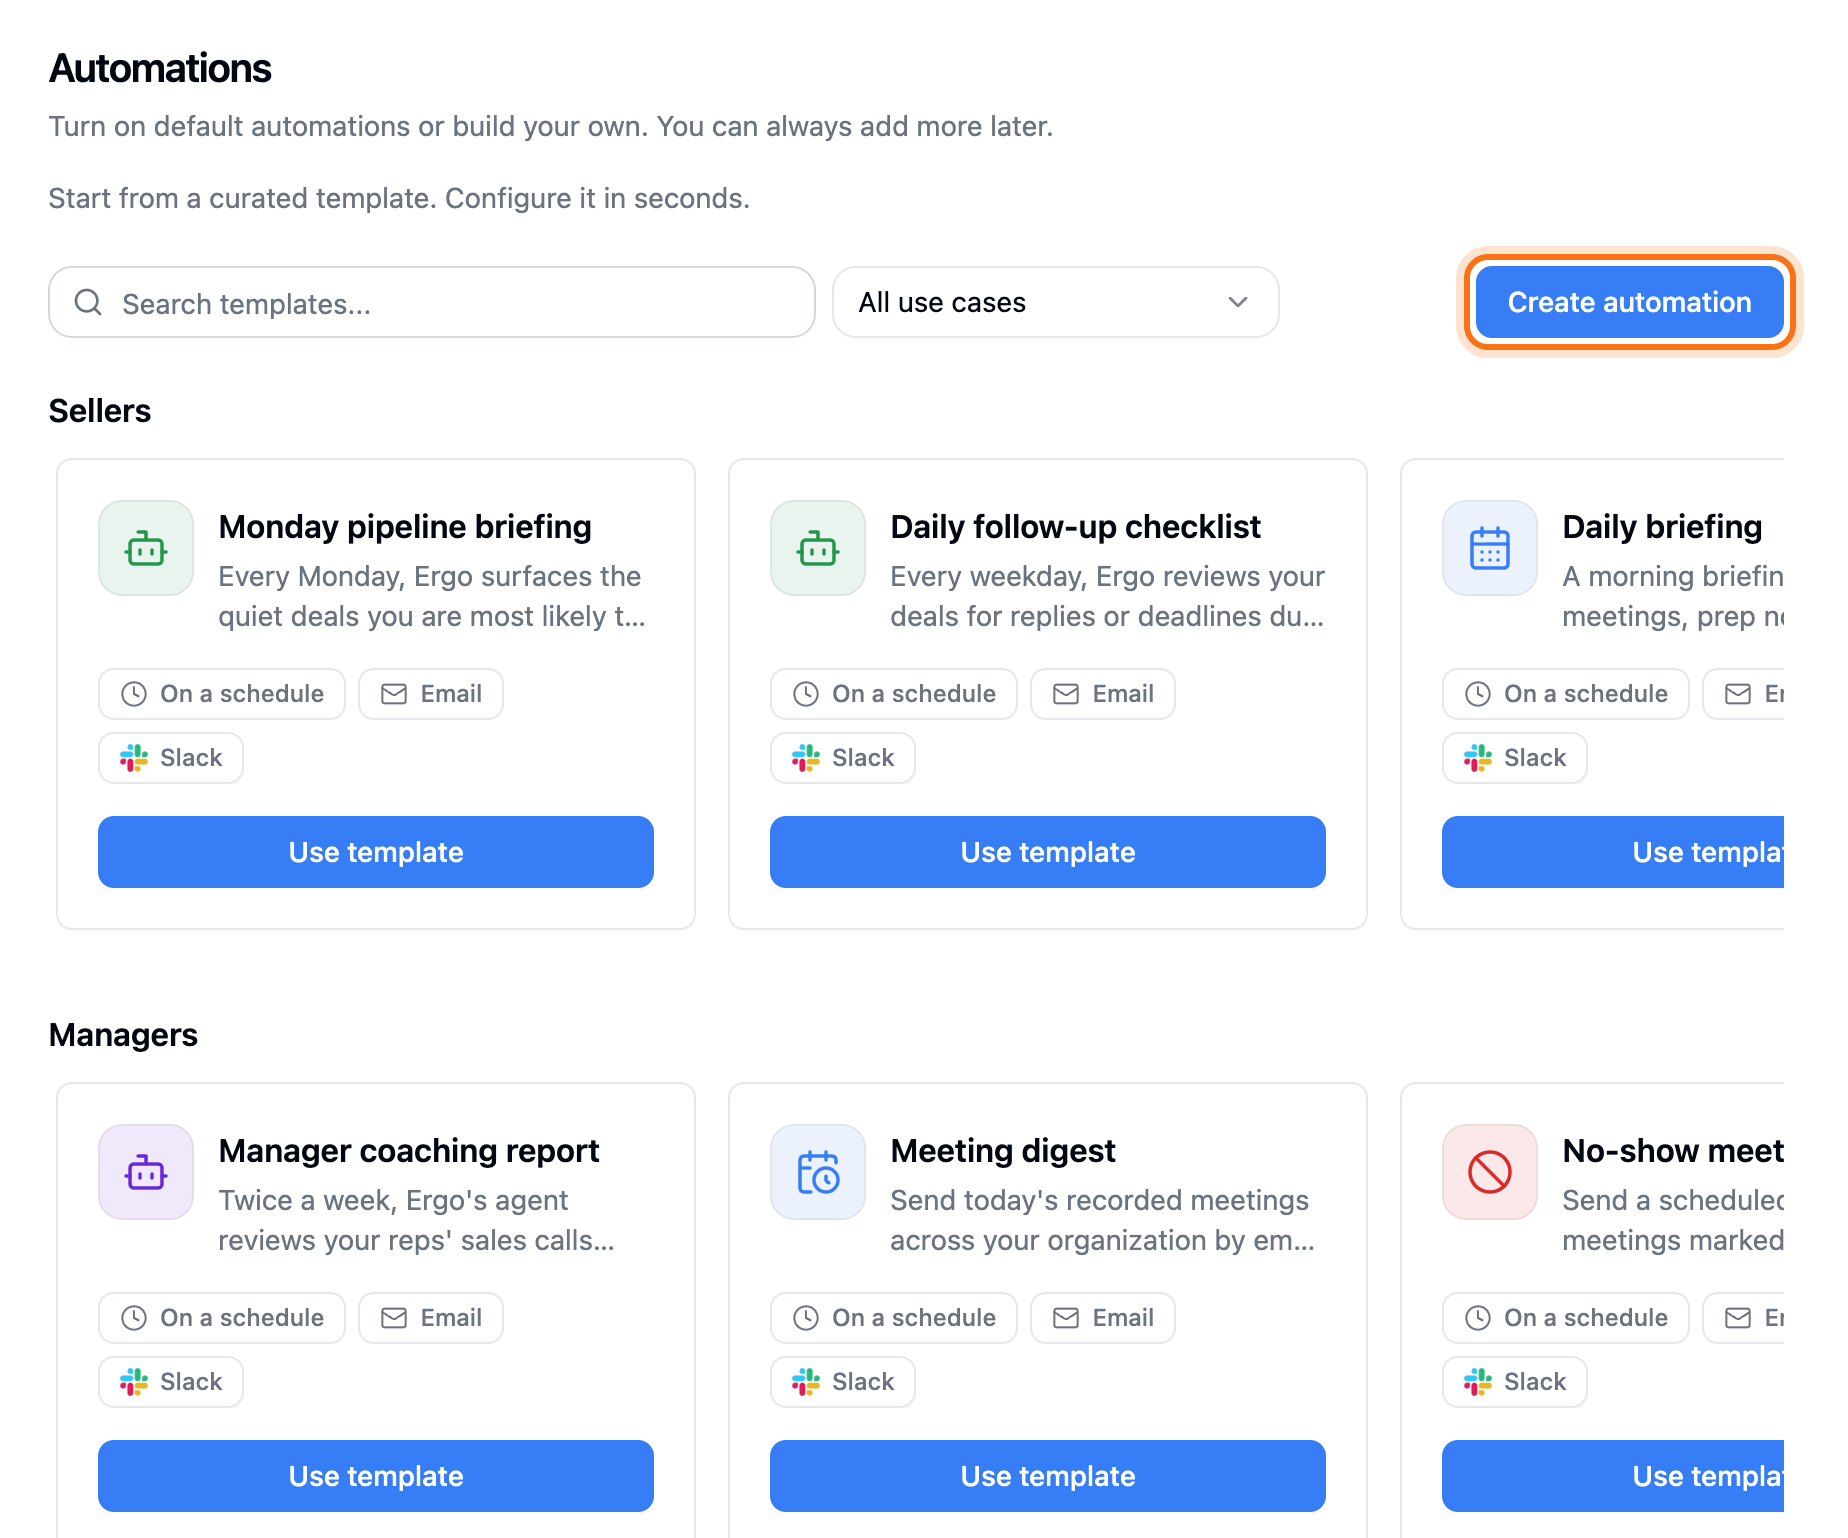 Automations
Turn on default automations or build your own. You can always add more later.
Start from a curated template. Configure it in seconds.
Search templates...
All use cases
Create automation
Sellers
Monday pipeline briefing
Every Monday, Ergo surfaces the
quiet deals you are most likely t...
On a schedule
Email
Slack
Use template
Daily follow-up checklist
Every weekday, Ergo reviews your
deals for replies or deadlines du...
On a schedule
Email
Slack
Use template
Daily briefing
A morning briefin
meetings, prep
On a schedule
Slack
Use templat
Managers
Manager coaching report
Twice a week, Ergo's agent
reviews your reps' sales calls...
On a schedule
Email
Slack
Use template
Meeting digest
Send today's recorded meetings
across your organization by em...
On a schedule
Email
Slack
Use template
No-show meet
Send a scheduled
meetings marked
On a schedule
Slack
Use templat